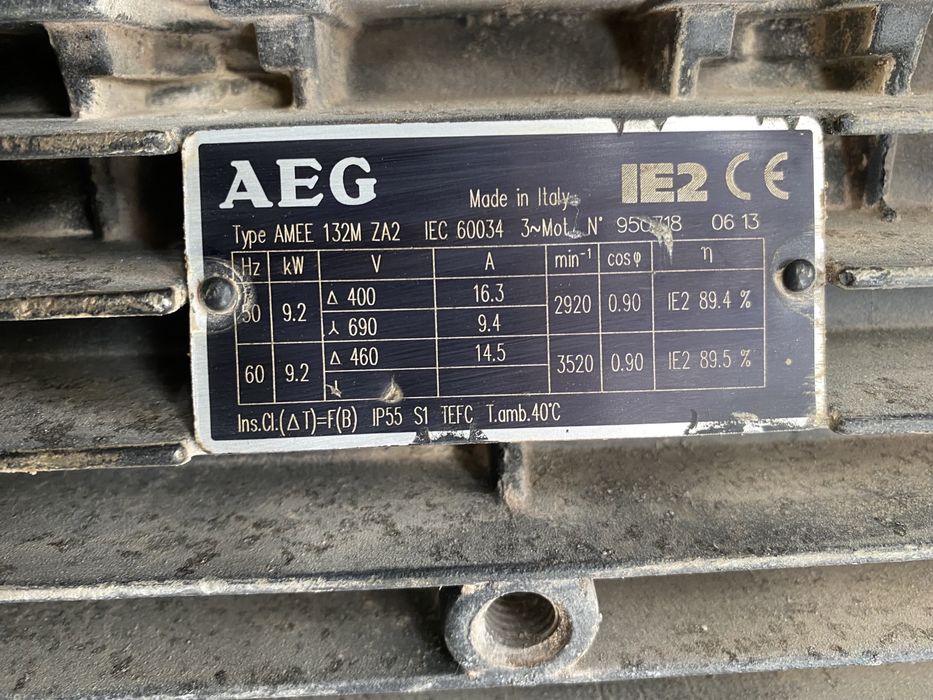 AEG Made in Italy IE2 CE
Type AMEE 132M ZA2 IEC 60034 3~Mot. N° 0613
Hz kW V A min⁻¹ cosφ η
50 9.2 Δ 400 16.3 2920 0.90 IE2 89.4 %
⅄ 690 9.4
60 9.2 Δ 460 14.5 3520 0.90 IE2 89.5 %
⅄
Ins.Cl.(ΔT)=F(B) IP55 S1 TEFC T.amb.40°C